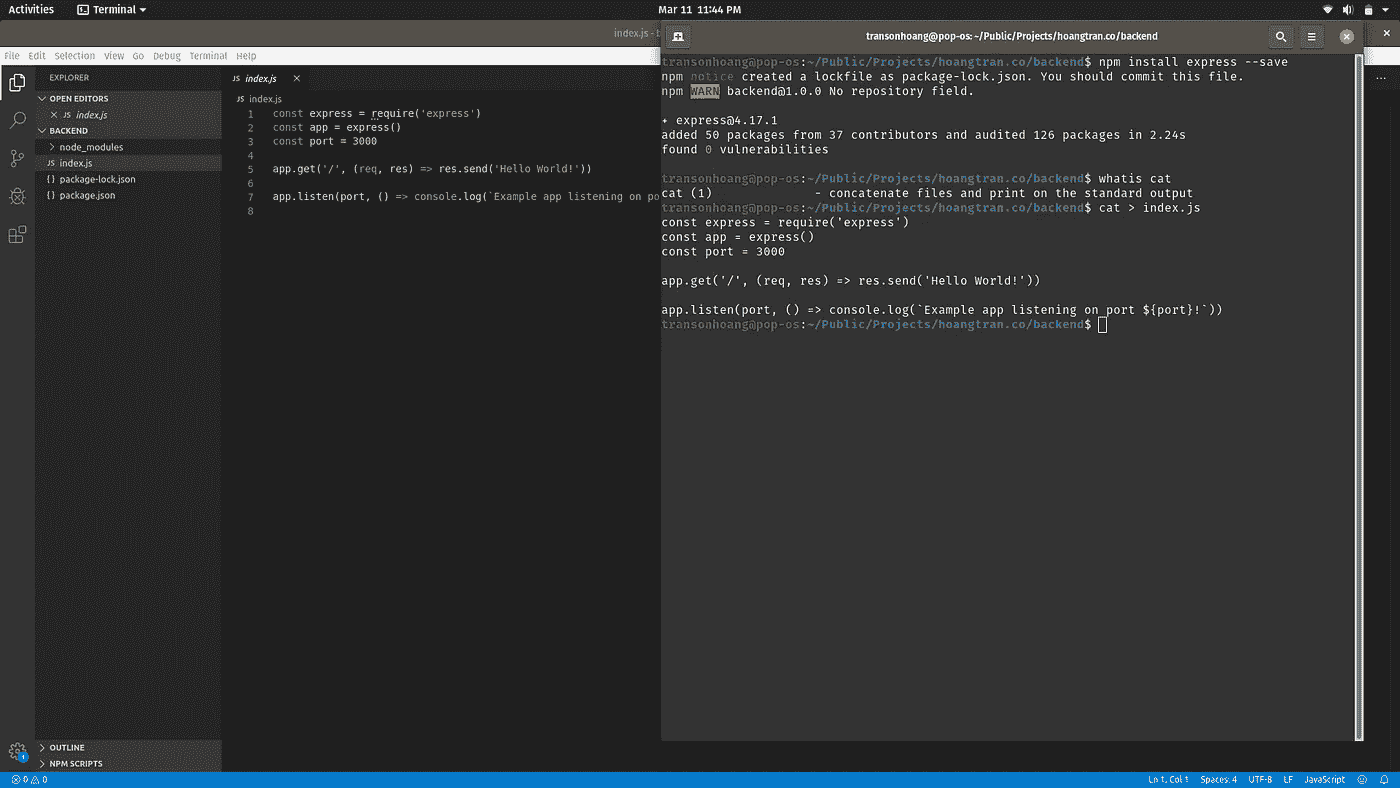 Activities Terminal Mar 11 11:44 PM
index.js -
transonhoang@pop-os: ~/Public/Projects/hoangtran.co/backend
File Edit Selection View Go Debug Terminal Help
EXPLORER
OPEN EDITORS
JS index.js
BACKEND
node_modules
JS index.js
{} package-lock.json
{} package.json
OUTLINE
NPM SCRIPTS
JS index.js
JS index.js
1 const express = require('express')
2 const app = express()
3 const port = 3000
4
5 app.get('/', (req, res) => res.send('Hello World!'))
6
7 app.listen(port, () => console.log(`Example app listening on po
8
transonhoang@pop-os:~/Public/Projects/hoangtran.co/backend$ npm install express --save
npm notice created a lockfile as package-lock.json. You should commit this file.
npm WARN backend@1.0.0 No repository field.
+ express@4.17.1
added 50 packages from 37 contributors and audited 126 packages in 2.24s
found 0 vulnerabilities
transonhoang@pop-os:~/Public/Projects/hoangtran.co/backend$ whatis cat
cat (1) - concatenate files and print on the standard output
transonhoang@pop-os:~/Public/Projects/hoangtran.co/backend$ cat > index.js
const express = require('express')
const app = express()
const port = 3000
app.get('/', (req, res) => res.send('Hello World!'))
app.listen(port, () => console.log(`Example app listening on port ${port}!`))
transonhoang@pop-os:~/Public/Projects/hoangtran.co/backend$
1
0 0 Ln 1, Col 1 Spaces: 4 UTF-8 LF JavaScript